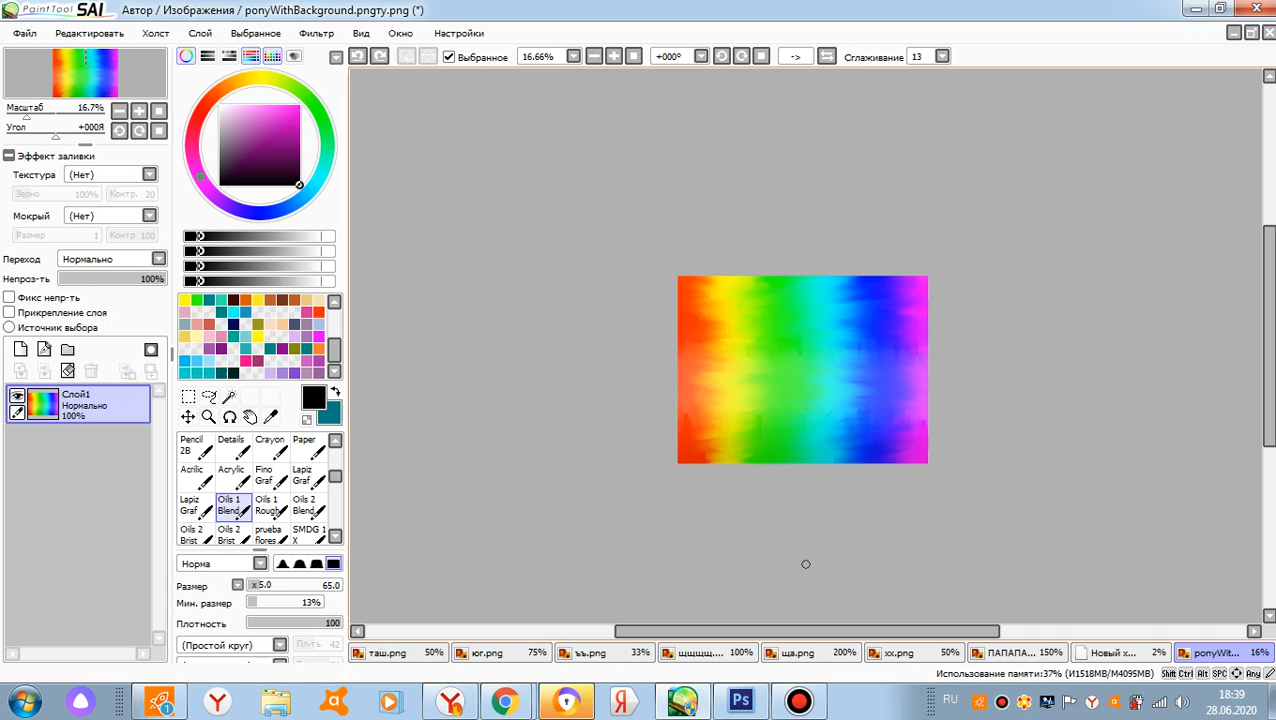 PaintTool SAI Автор / Изображения / ponyWithBackground.pngty.png (*)
Файл Редактировать Холст Слой Выбранное Фильтр Вид Окно Настройки
Выбранное 16.66% +000° -> Сглаживание 13
Масштаб 16.7%
Угол +000Я
Эффект заливки
Текстура (Нет)
Зерно 100% Контр. 20
Мокрый (Нет)
Размер 1 Контр 100
Переход Нормально
Непроз-ть 100%
Фикс непр-ть
Прикрепление слоя
Источник выбора
Слой1
Нормально
100%
Pencil 2B Details Crayon Paper
Acrilic Acrylic Fino Graf Lapiz Graf
Lapiz Graf Oils 1 Blend Oils 1 Rough Oils 2 Blend
Oils 2 Brist Oils 2 Brist prueba flores SMDG 1 X
Норма
Размер x5.0 65.0
Мин. размер 13%
Плотность 100
(Простой круг) Пл-ть 42
таш.png 50% юг.png 75% ъъ.png 33% щщщщ.... 100% ща.png 200% хх.png 50% ПАПАПА... 150% Новый х... 2% ponyWit... 16%
Использование памяти:37% (И1518MB/M4095MB) Shift Ctrl Alt SPC Any
RU 18:39
28.06.2020